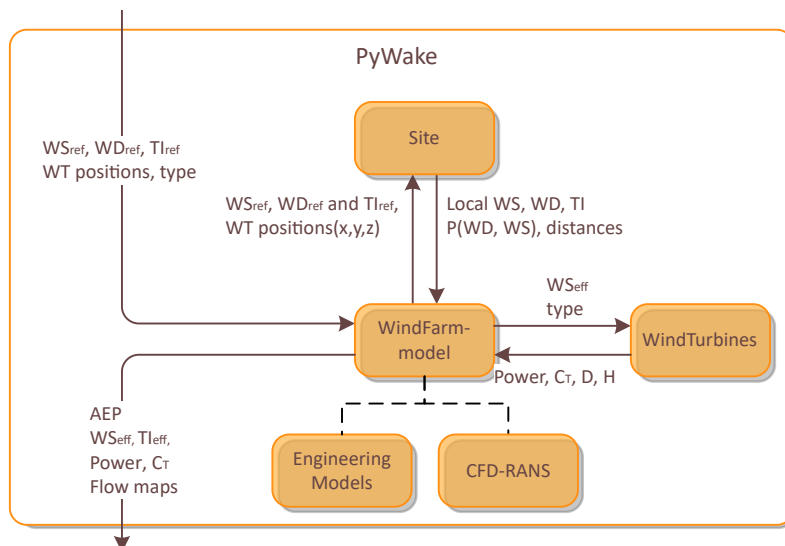 PyWake
Site
WSref, WDref, TIref
WT positions, type
WSref, WDref and TIref,
WT positions(x,y,z)
Local WS, WD, TI
P(WD, WS), distances
WSeff
type
WindFarm-
model
WindTurbines
Power, CT, D, H
AEP
WSeff, TIeff,
Power, CT
Flow maps
Engineering
Models
CFD-RANS